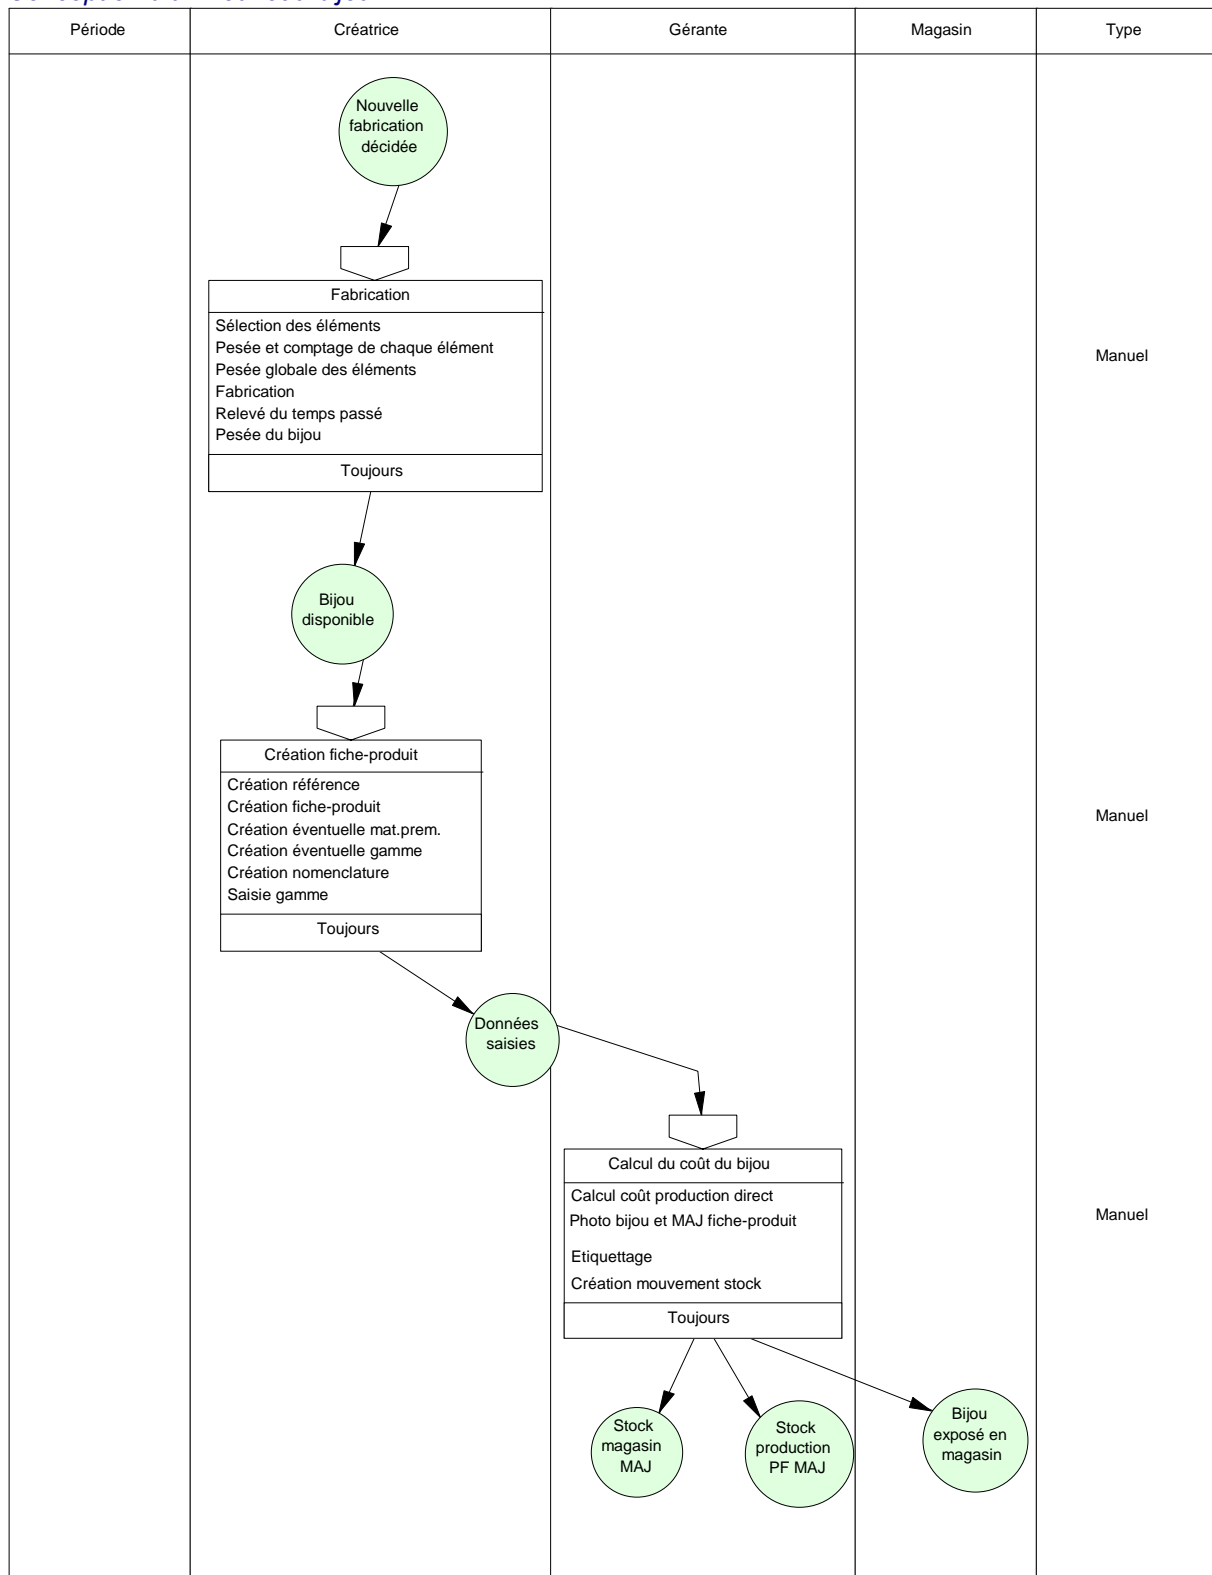 Période Créatrice Gérante Magasin Type
Nouvelle
fabrication
décidée
Fabrication
Sélection des éléments
Pesée et comptage de chaque élément
Pesée globale des éléments
Fabrication
Relevé du temps passé
Pesée du bijou
Toujours
Manuel
Bijou
disponible
Création fiche-produit
Création référence
Création fiche-produit
Création éventuelle mat.prem.
Création éventuelle gamme
Création nomenclature
Saisie gamme
Toujours
Manuel
Données
saisies
Calcul du coût du bijou
Calcul coût production direct
Photo bijou et MAJ fiche-produit
Etiquettage
Création mouvement stock
Toujours
Manuel
Stock
magasin
MAJ
Stock
production
PF MAJ
Bijou
exposé en
magasin